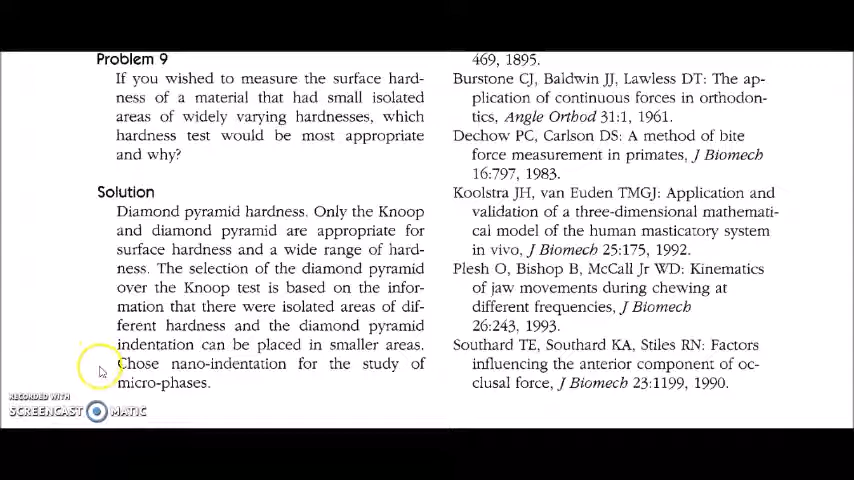 Problem 9
If you wished to measure the surface hard-
ness of a material that had small isolated
areas of widely varying hardnesses, which
hardness test would be most appropriate
and why?
Solution
Diamond pyramid hardness. Only the Knoop
and diamond pyramid are appropriate for
surface hardness and a wide range of hard-
ness. The selection of the diamond pyramid
over the Knoop test is based on the infor-
mation that there were isolated areas of dif-
ferent hardness and the diamond pyramid
indentation can be placed in smaller areas.
Chose nano-indentation for the study of
micro-phases.
469, 1895.
Burstone CJ, Baldwin JJ, Lawless DT: The ap-
plication of continuous forces in orthodon-
tics, Angle Orthod 31:1, 1961.
Dechow PC, Carlson DS: A method of bite
force measurement in primates, J Biomech
16:797, 1983.
Koolstra JH, van Euden TMGJ: Application and
validation of a three-dimensional mathemati-
cal model of the human masticatory system
in vivo, J Biomech 25:175, 1992.
Plesh O, Bishop B, McCall Jr WD: Kinematics
of jaw movements during chewing at
different frequencies, J Biomech
26:243, 1993.
Southard TE, Southard KA, Stiles RN: Factors
influencing the anterior component of oc-
clusal force, J Biomech 23:1199, 1990.
RECORDED WITH
SCREENCAST MATIC